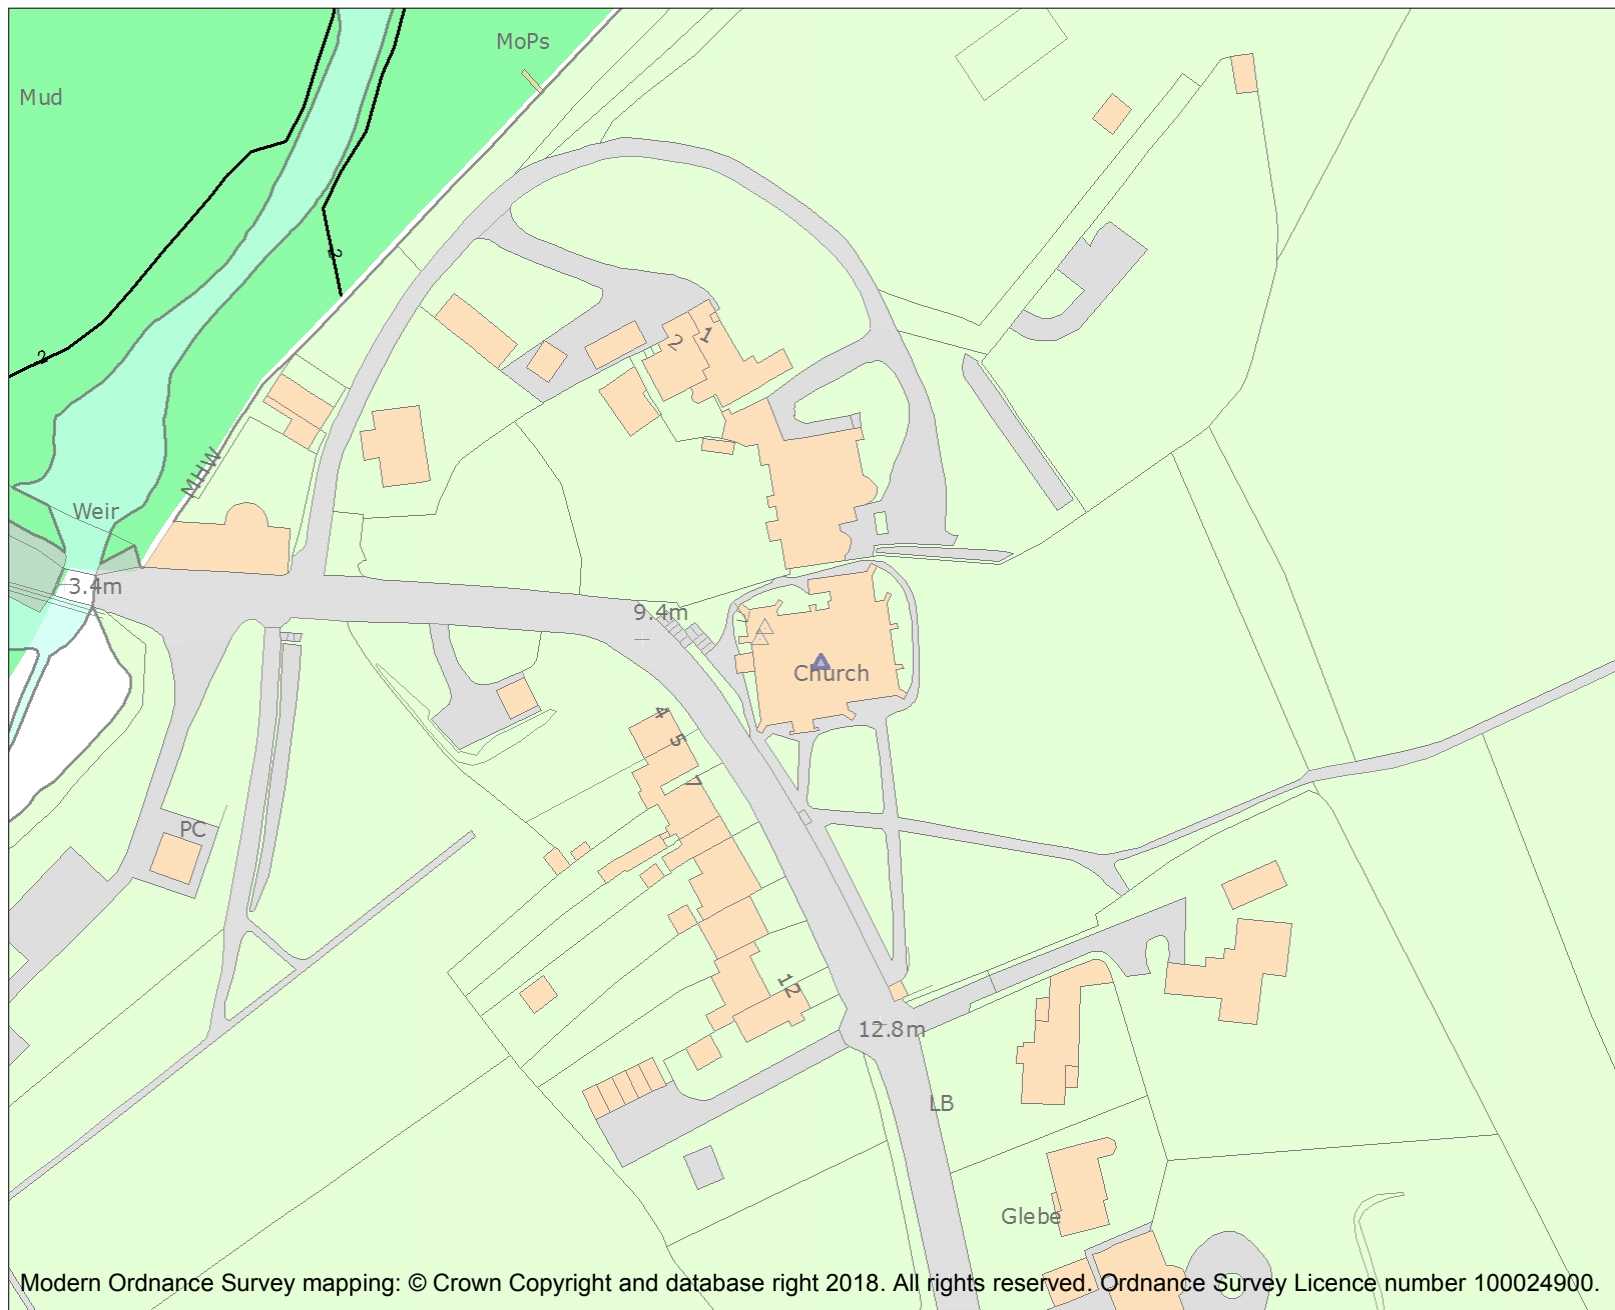 MoPs
Mud
2
2
1
2
MHW
Weir
3.4m
9.4m
Church
4
5
7
PC
12
12.8m
LB
Glebe
Modern Ordnance Survey mapping: © Crown Copyright and database right 2018. All rights reserved. Ordnance Survey Licence number 100024900.